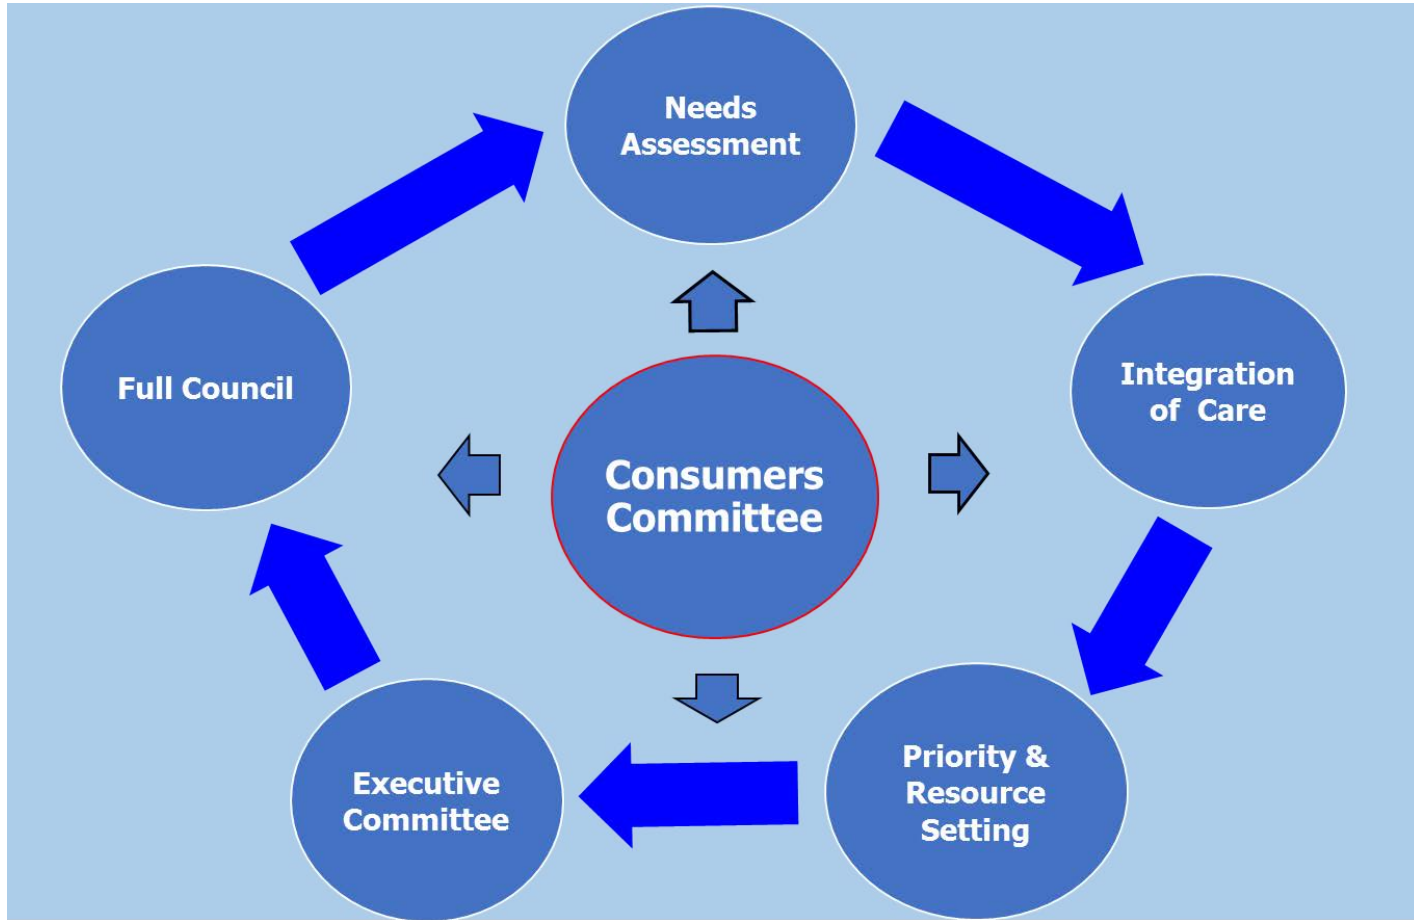 Needs
Assessment
Full Council
Integration
of Care
Consumers
Committee
Executive
Committee
Priority &
Resource
Setting